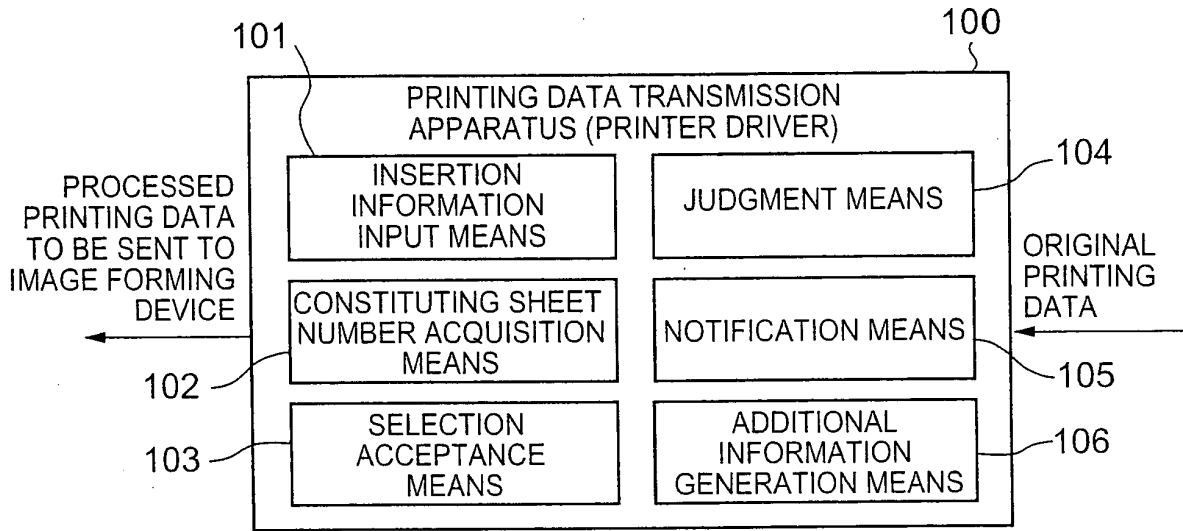 100
101
PRINTING DATA TRANSMISSION
APPARATUS (PRINTER DRIVER)
104
INSERTION
INFORMATION
INPUT MEANS
JUDGMENT MEANS
PROCESSED
PRINTING DATA
TO BE SENT TO
IMAGE FORMING
DEVICE
ORIGINAL
PRINTING
DATA
CONSTITUTING SHEET
NUMBER ACQUISITION
MEANS
NOTIFICATION MEANS
102
105
SELECTION
ACCEPTANCE
MEANS
ADDITIONAL
INFORMATION
GENERATION MEANS
103
106